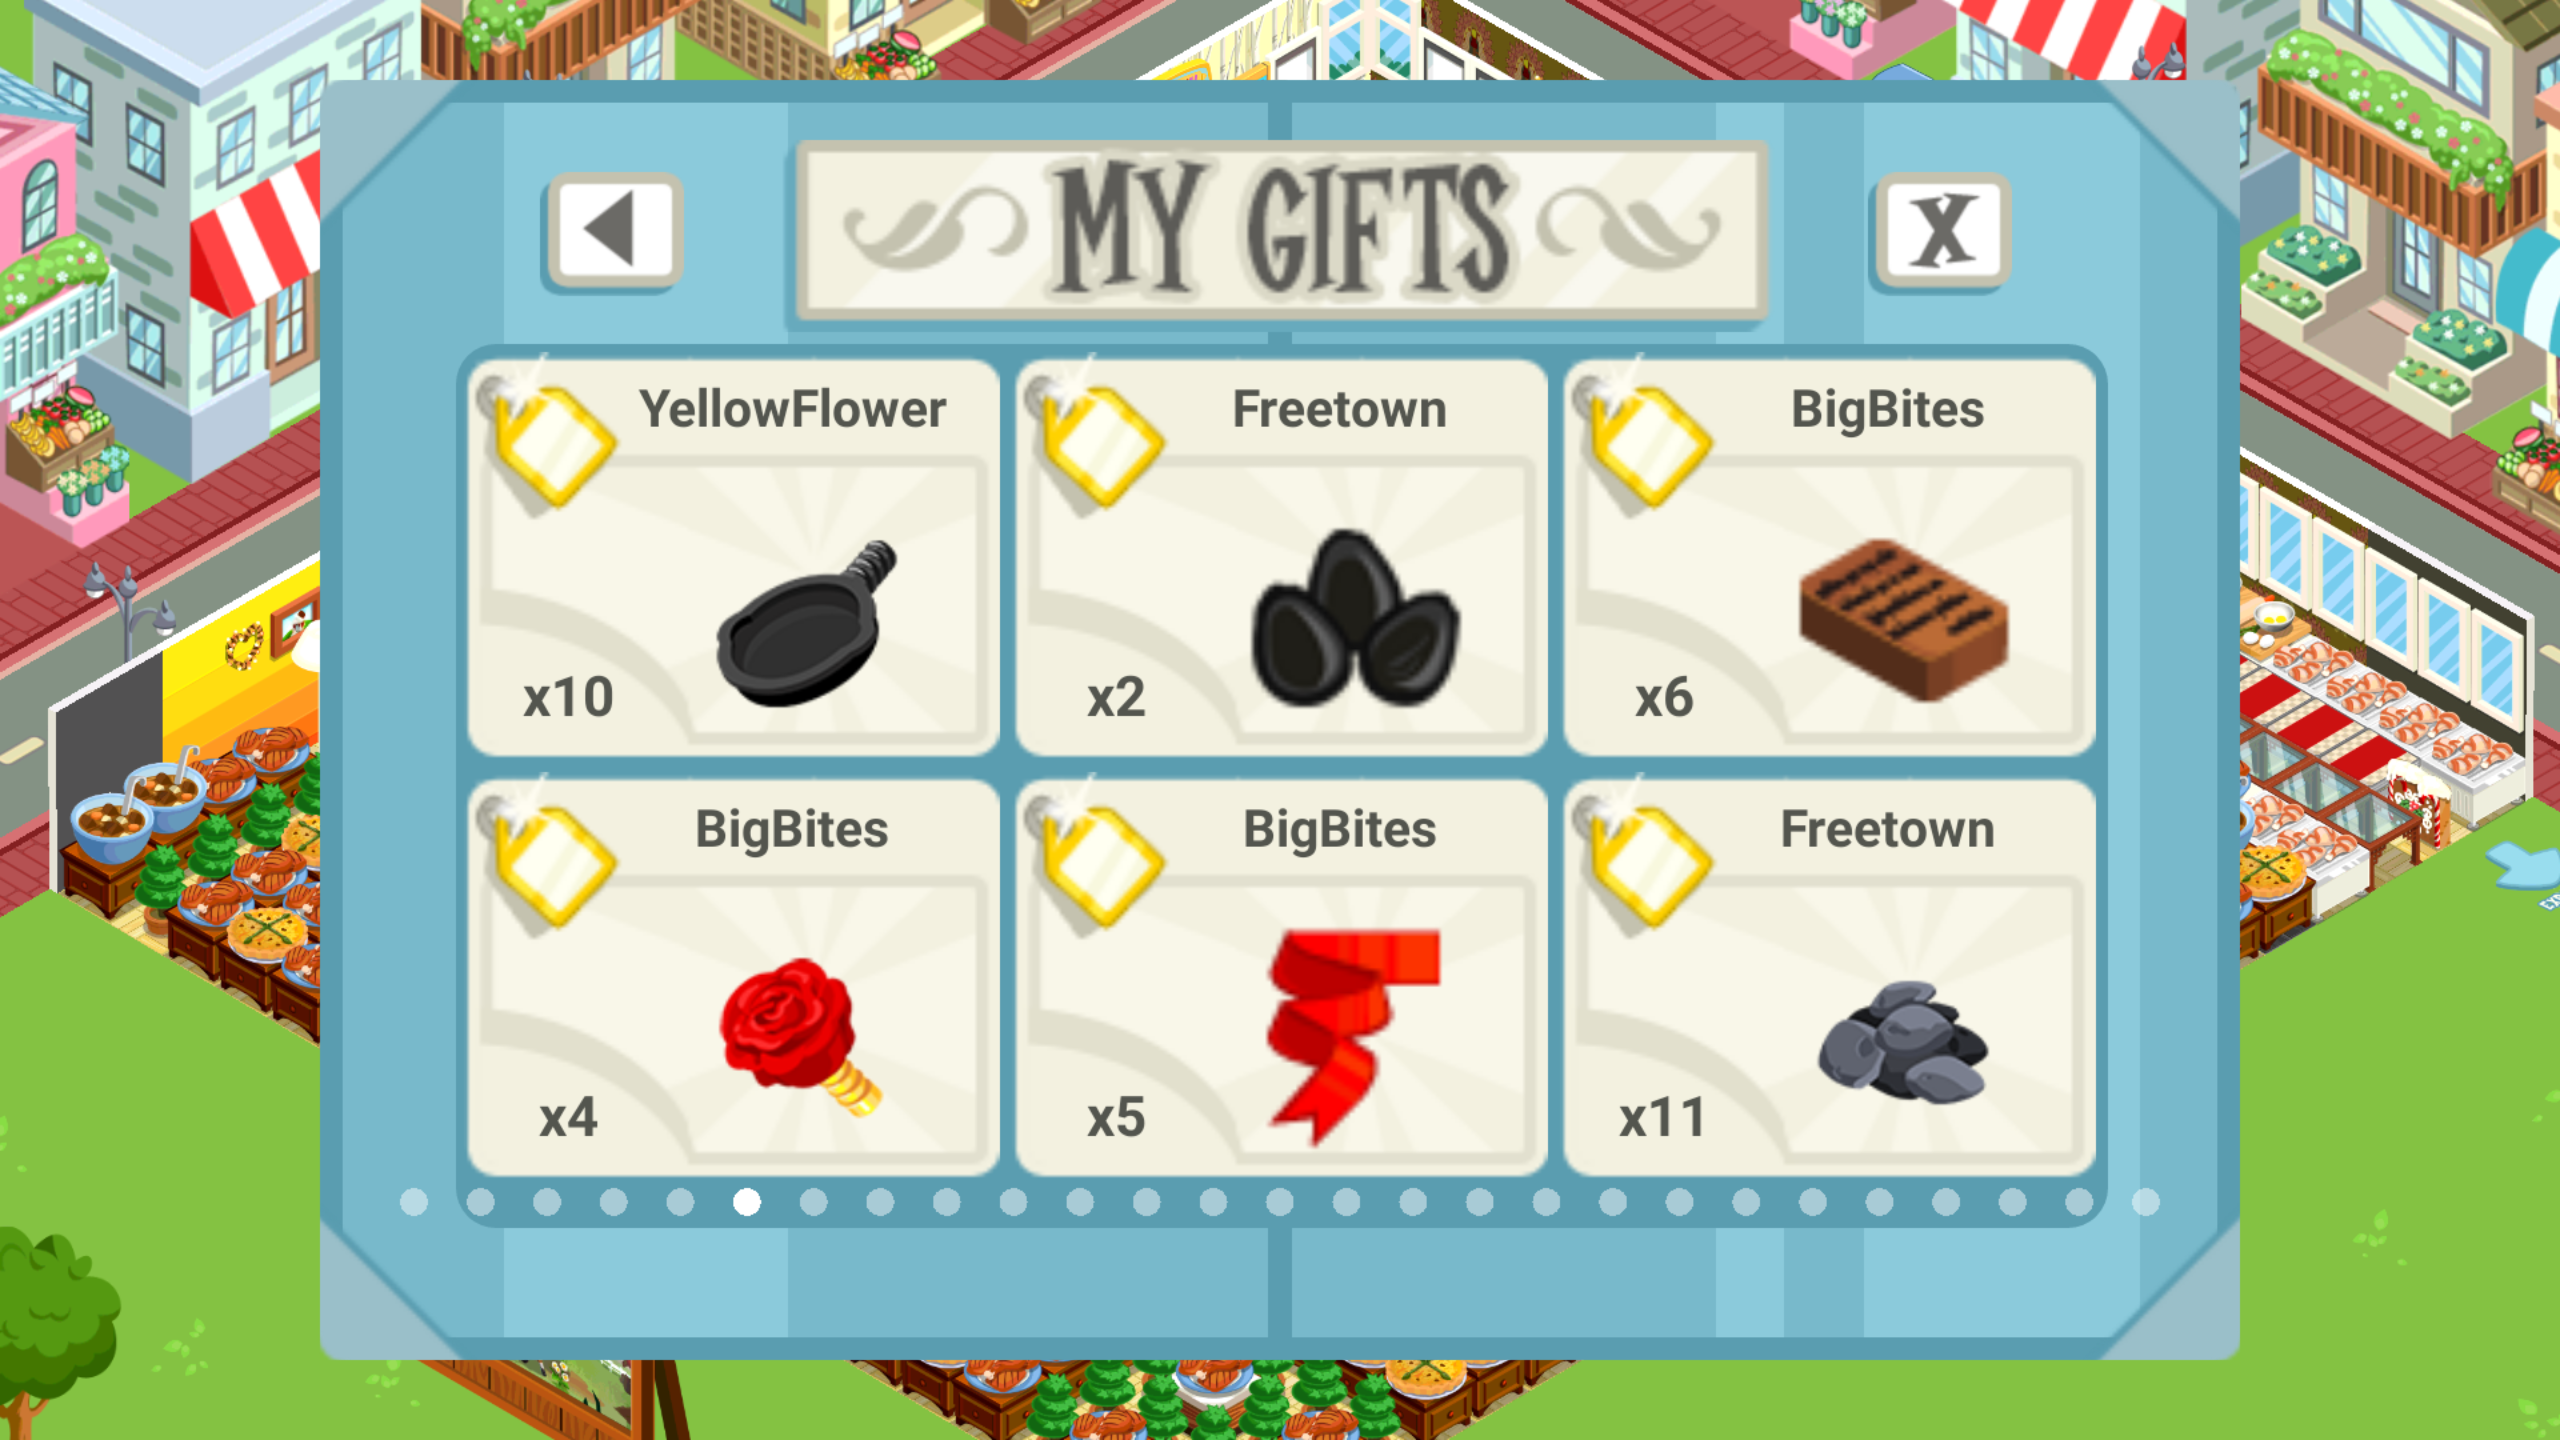 MY GIFTS
X
YellowFlower
x10
Freetown
x2
BigBites
x6
BigBites
x4
BigBites
x5
Freetown
x11